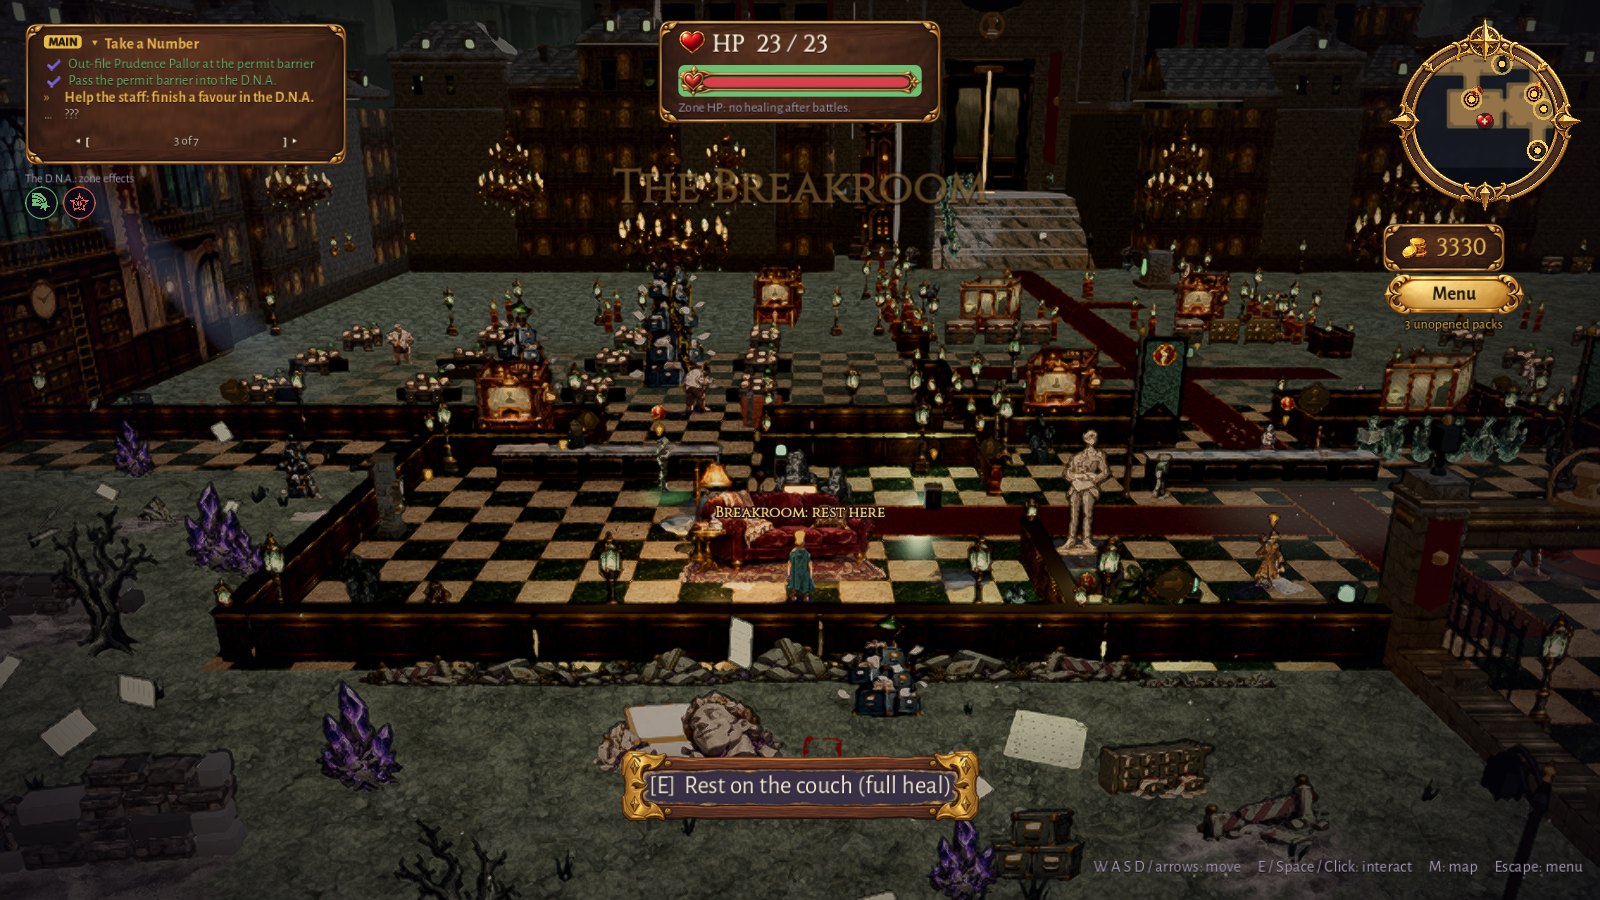 MAIN ▾ Take a Number
Out-file Prudence Pallor at the permit barrier
Pass the permit barrier into the D.N.A.
» Help the staff: finish a favour in the D.N.A.
... ???
◂ [ 3 of 7 ] ▸
The D.N.A.: zone effects
HP 23 / 23
Zone HP: no healing after battles.
The Breakroom
3330
Menu
3 unopened packs
Breakroom: rest here
[E] Rest on the couch (full heal)
W A S D / arrows: move E / Space / Click: interact M: map Escape: menu